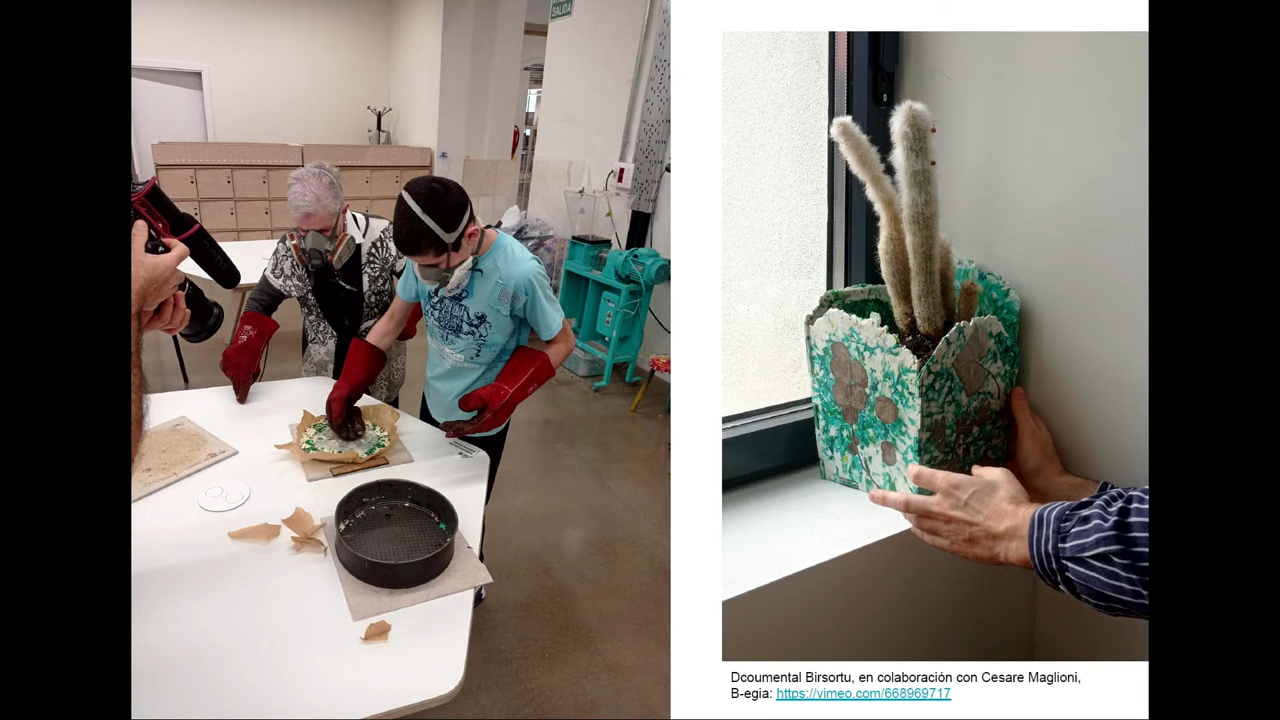 SALIDA
Dcoumental Birsortu, en colaboración con Cesare Maglioni,
B-egia: https://vimeo.com/668969717